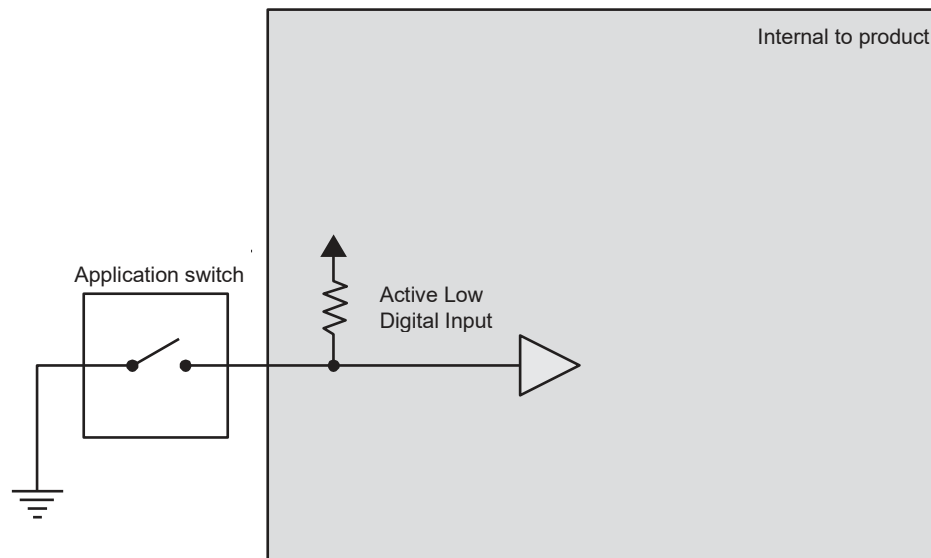 Internal to product
Application switch
Active Low
Digital Input